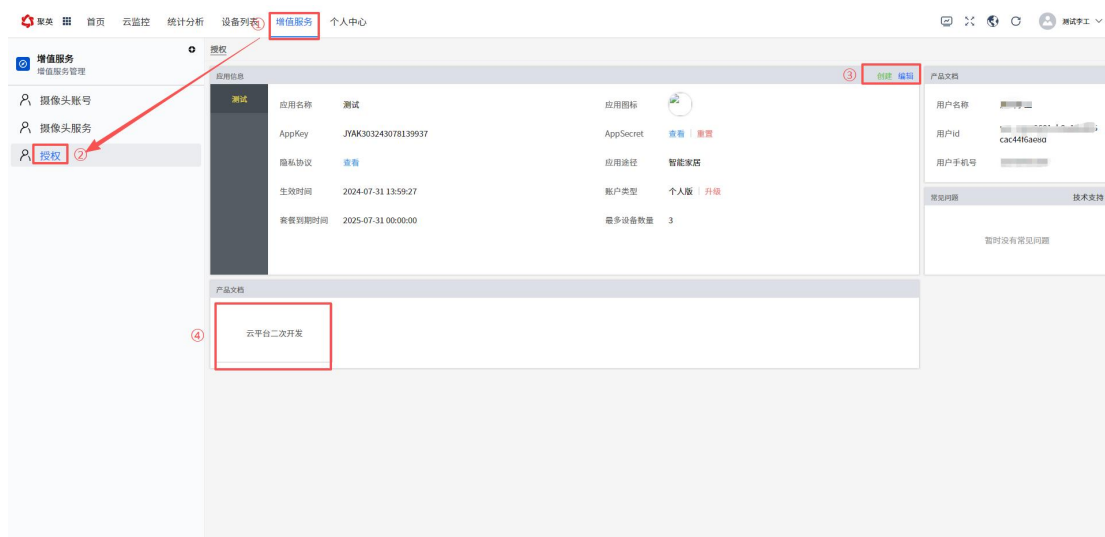 聚英 首页 云监控 统计分析 设备列表 ① 增值服务 个人中心 测试李工
增值服务
增值服务管理
摄像头账号
摄像头服务
授权 ②
授权
应用信息 ③ 创建 编辑
测试
应用名称 测试 应用图标
AppKey JYAK303243078139937 AppSecret 查看 重置
隐私协议 查看 应用途径 智能家居
生效时间 2024-07-31 13:59:27 账户类型 个人版 升级
套餐到期时间 2025-07-31 00:00:00 最多设备数量 3
产品文档
④ 云平台二次开发
产品文档
用户名称
用户id
cac44f6ae8d
用户手机号
常见问题 技术支持
暂时没有常见问题